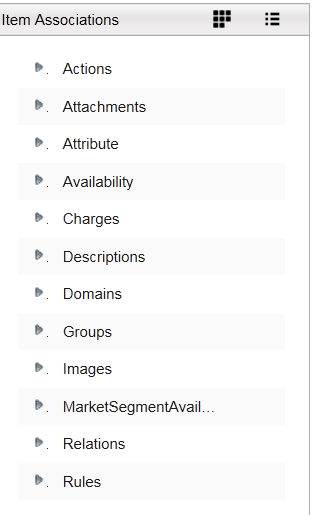 Item Associations
. Actions
. Attachments
. Attribute
. Availability
. Charges
. Descriptions
. Domains
. Groups
. Images
. MarketSegmentAvail...
. Relations
. Rules